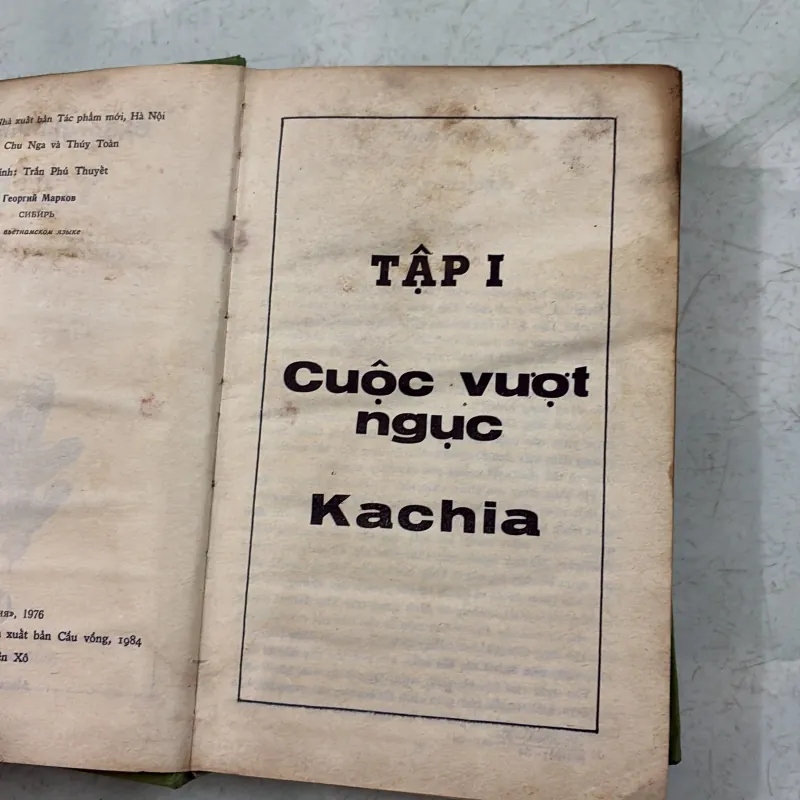 Nhà xuất bản Tác phẩm mới, Hà Nội
Chu Nga và Thúy Toàn
Trần Phú Thuyết
Георгий Марков
СИБИРЬ
вьетнамском языке
1976
xuất bản Cầu vồng, 1984
Xô
TẬP I
Cuộc vượt
ngục
Kachia